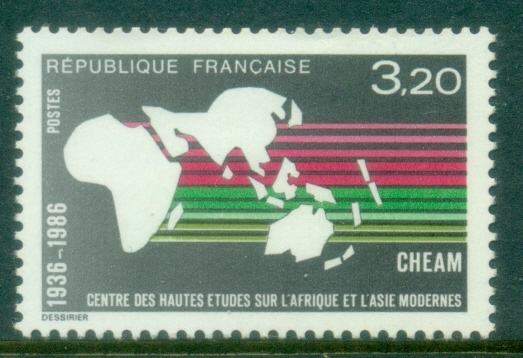 RÉPUBLIQUE FRANÇAISE
3,20
POSTES
1936-1986
CHEAM
CENTRE DES HAUTES ETUDES SUR L'AFRIQUE ET L'ASIE MODERNES
DESSIRIER